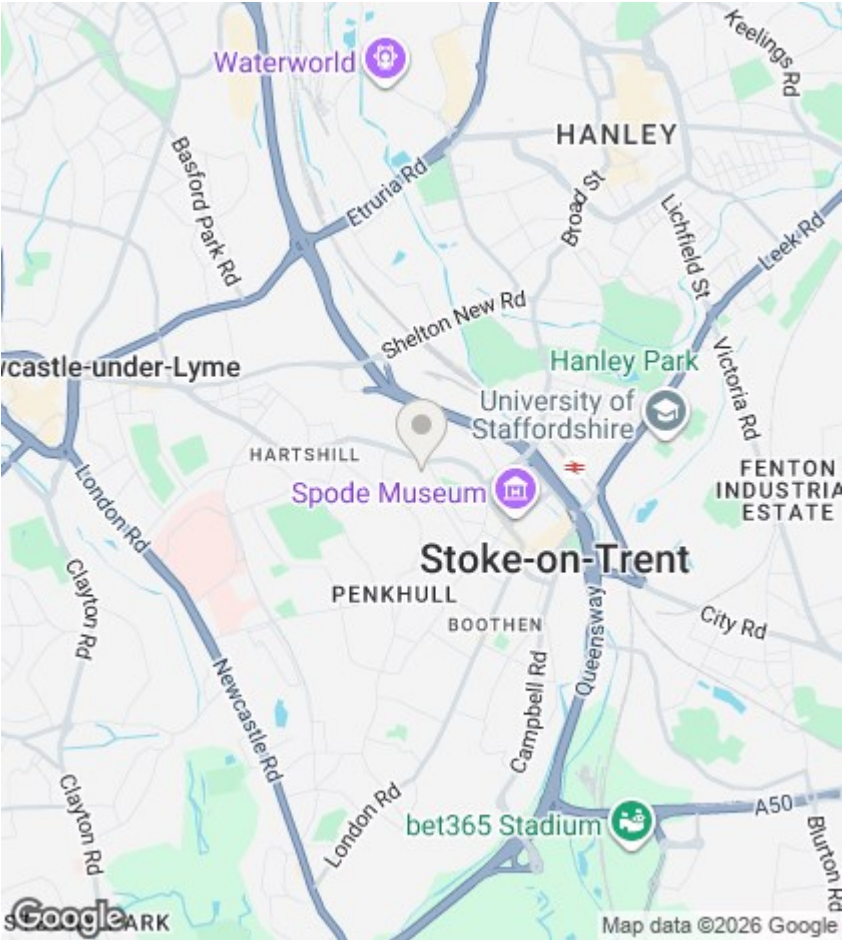 Keelings Rd
Waterworld
HANLEY
Basford Park Rd
Etruria Rd
Broad St
Lichfield St
Leek Rd
Shelton New Rd
wcastle-under-Lyme
Hanley Park
Victoria Rd
University of
Staffordshire
HARTSHILL
Spode Museum
FENTON
INDUSTRIA
ESTATE
London Rd
Stoke-on-Trent
Clayton Rd
PENKHULL
BOOTHEN
City Rd
Queensway
Campbell Rd
Newcastle Rd
London Rd
Clayton Rd
bet365 Stadium
A50
Blurton Rd
Google
PARK
Map data ©2026 Google